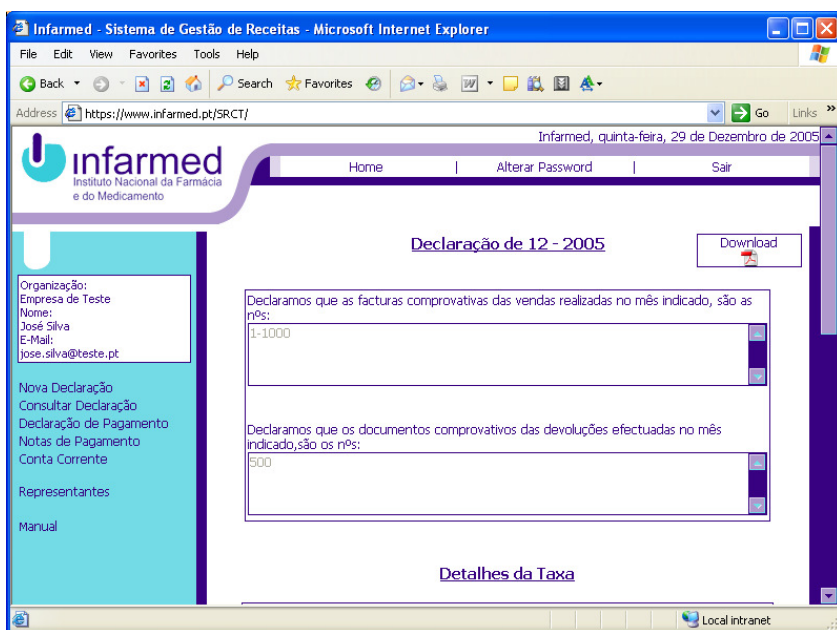 Infarmed - Sistema de Gestão de Receitas - Microsoft Internet Explorer
File Edit View Favorites Tools Help
Back Search Favorites
Address https://www.infarmed.pt/SRCT/ Go Links »
Infarmed, quinta-feira, 29 de Dezembro de 2005
infarmed
Instituto Nacional da Farmácia
e do Medicamento
Home | Alterar Password | Sair
Declaração de 12 - 2005
Download
Organização:
Empresa de Teste
Nome:
José Silva
E-Mail:
jose.silva@teste.pt
Nova Declaração
Consultar Declaração
Declaração de Pagamento
Notas de Pagamento
Conta Corrente
Representantes
Manual
Declaramos que as facturas comprovativas das vendas realizadas no mês indicado, são as
nºs:
1-1000
Declaramos que os documentos comprovativos das devoluções efectuadas no mês
indicado,são os nºs:
500
Detalhes da Taxa
Local intranet